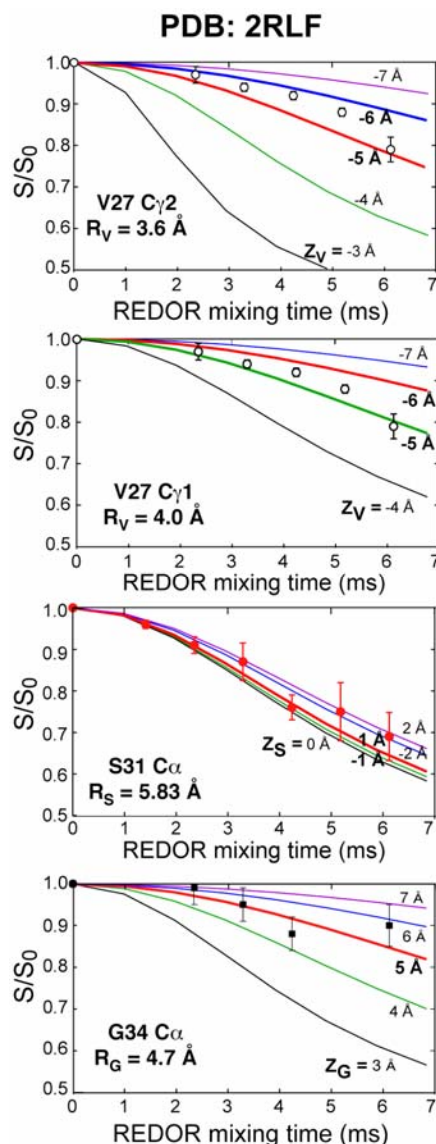 PDB: 2RLF
1.0
0.9
0.8
0.7
0.6
0.5
S/S0
-7 Å
-6 Å
-5 Å
-4 Å
ZV = -3 Å
V27 Cγ2
RV = 3.6 Å
0 1 2 3 4 5 6 7
REDOR mixing time (ms)
1.0
0.9
0.8
0.7
0.6
0.5
S/S0
-7 Å
-6 Å
-5 Å
ZV = -4 Å
V27 Cγ1
RV = 4.0 Å
0 1 2 3 4 5 6 7
REDOR mixing time (ms)
1.0
0.9
0.8
0.7
0.6
0.5
S/S0
2 Å
1 Å
-2 Å
ZS = 0 Å
-1 Å
S31 Cα
RS = 5.83 Å
0 1 2 3 4 5 6 7
REDOR mixing time (ms)
1.0
0.9
0.8
0.7
0.6
0.5
S/S0
7 Å
6 Å
5 Å
4 Å
ZG = 3 Å
G34 Cα
RG = 4.7 Å
0 1 2 3 4 5 6 7
REDOR mixing time (ms)